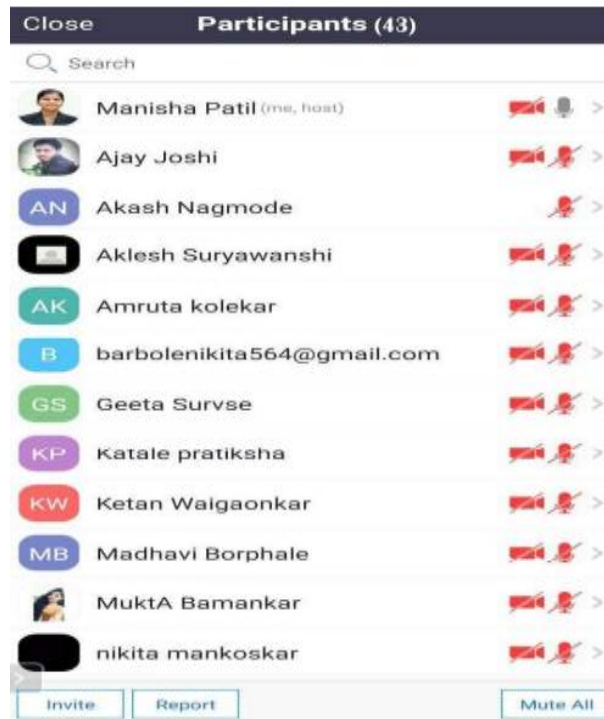 Close Participants (43)
Search
Manisha Patil (me, host)
Ajay Joshi
AN Akash Nagmode
Aklesh Suryawanshi
AK Amruta kolekar
B barbolenikita564@gmail.com
GS Geeta Survse
KP Katale pratiksha
KW Ketan Waigaonkar
MB Madhavi Borphale
MuktA Bamankar
nikita mankoskar
Invite Report Mute All